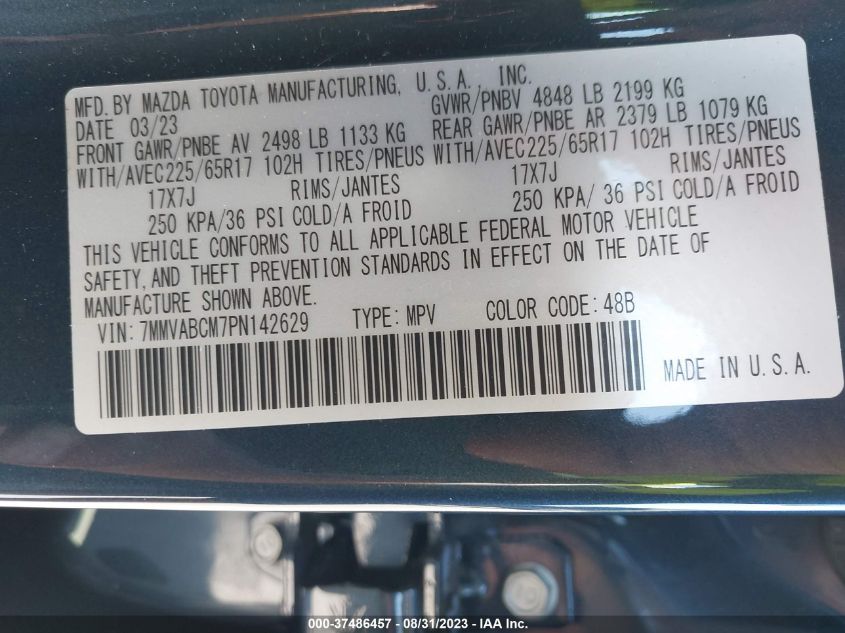 MFD. BY MAZDA TOYOTA MANUFACTURING, U.S.A. INC.
DATE 03/23 GVWR/PNBV 4848 LB 2199 KG
FRONT GAWR/PNBE AV 2498 LB 1133 KG REAR GAWR/PNBE AR 2379 LB 1079 KG
WITH/AVEC225/65R17 102H TIRES/PNEUS WITH/AVEC225/65R17 102H TIRES/PNEUS
17X7J RIMS/JANTES 17X7J RIMS/JANTES
250 KPA/36 PSI COLD/A FROID 250 KPA/ 36 PSI COLD/A FROID
THIS VEHICLE CONFORMS TO ALL APPLICABLE FEDERAL MOTOR VEHICLE
SAFETY, AND THEFT PREVENTION STANDARDS IN EFFECT ON THE DATE OF
MANUFACTURE SHOWN ABOVE.
VIN: 7MMVABCM7PN142629 TYPE: MPV COLOR CODE: 48B
MADE IN U.S.A.
000-37486457 - 08/31/2023 - IAA Inc.